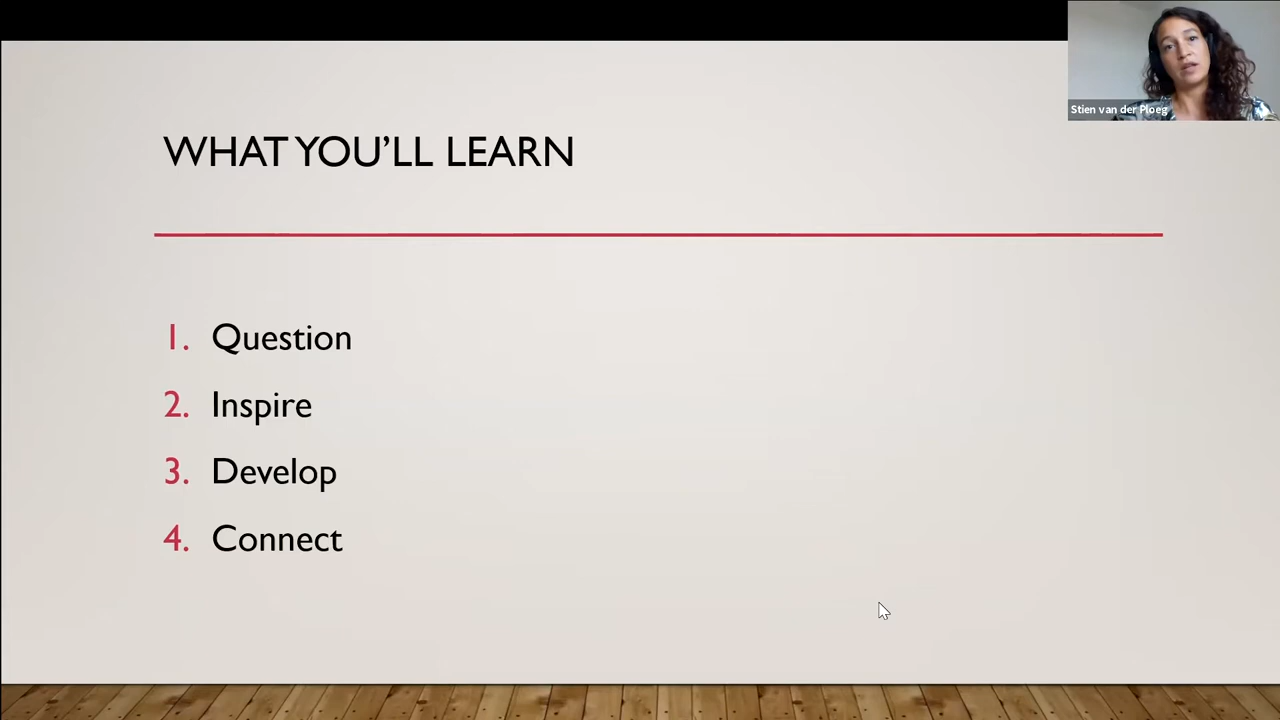 Stien van der Ploeg
WHAT YOU’LL LEARN
1. Question
2. Inspire
3. Develop
4. Connect